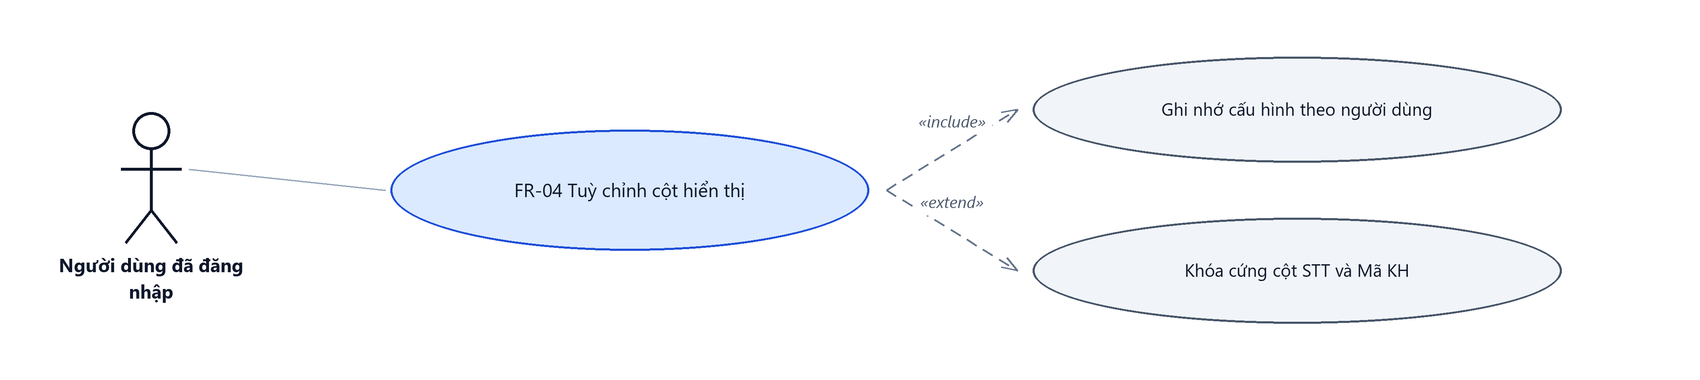 Người dùng đã đăng
nhập
FR-04 Tuỳ chỉnh cột hiển thị
«include»
«extend»
Ghi nhớ cấu hình theo người dùng
Khóa cứng cột STT và Mã KH